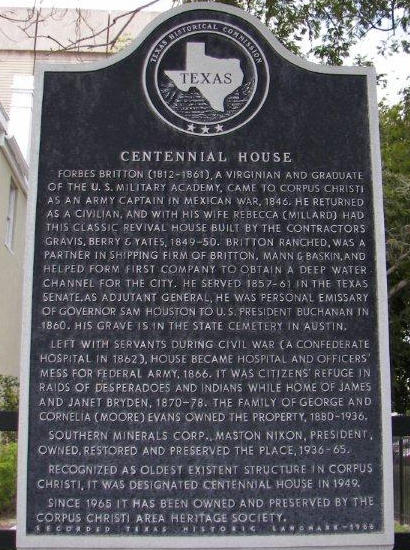 TEXAS HISTORICAL COMMISSION
TEXAS
CENTENNIAL HOUSE
FORBES BRITTON (1812-1861), A VIRGINIAN AND GRADUATE
OF THE U.S. MILITARY ACADEMY, CAME TO CORPUS CHRISTI
AS AN ARMY CAPTAIN IN MEXICAN WAR, 1846. HE RETURNED
AS A CIVILIAN, AND WITH HIS WIFE REBECCA (MILLARD) HAD
THIS CLASSIC REVIVAL HOUSE BUILT BY THE CONTRACTORS
GRAVIS, BERRY & YATES, 1849-50. BRITTON RANCHED, WAS A
PARTNER IN SHIPPING FIRM OF BRITTON, MANN & BASKIN, AND
HELPED FORM FIRST COMPANY TO OBTAIN A DEEP WATER
CHANNEL FOR THE CITY. HE SERVED 1857-61 IN THE TEXAS
SENATE. AS ADJUTANT GENERAL, HE WAS PERSONAL EMISSARY
OF GOVERNOR SAM HOUSTON TO U.S. PRESIDENT BUCHANAN IN
1860. HIS GRAVE IS IN THE STATE CEMETERY IN AUSTIN.
LEFT WITH SERVANTS DURING CIVIL WAR (A CONFEDERATE
HOSPITAL IN 1862), HOUSE BECAME HOSPITAL AND OFFICERS'
MESS FOR FEDERAL ARMY, 1866. IT WAS CITIZENS' REFUGE IN
RAIDS OF DESPERADOES AND INDIANS WHILE HOME OF JAMES
AND JANET BRYDEN, 1870-78. THE FAMILY OF GEORGE AND
CORNELIA (MOORE) EVANS OWNED THE PROPERTY, 1880-1936.
SOUTHERN MINERALS CORP., MASTON NIXON, PRESIDENT,
OWNED, RESTORED AND PRESERVED THE PLACE, 1936-65.
RECOGNIZED AS OLDEST EXISTENT STRUCTURE IN CORPUS
CHRISTI, IT WAS DESIGNATED CENTENNIAL HOUSE IN 1949.
SINCE 1965 IT HAS BEEN OWNED AND PRESERVED BY THE
CORPUS CHRISTI AREA HERITAGE SOCIETY.
RECORDED TEXAS HISTORIC LANDMARK-1966